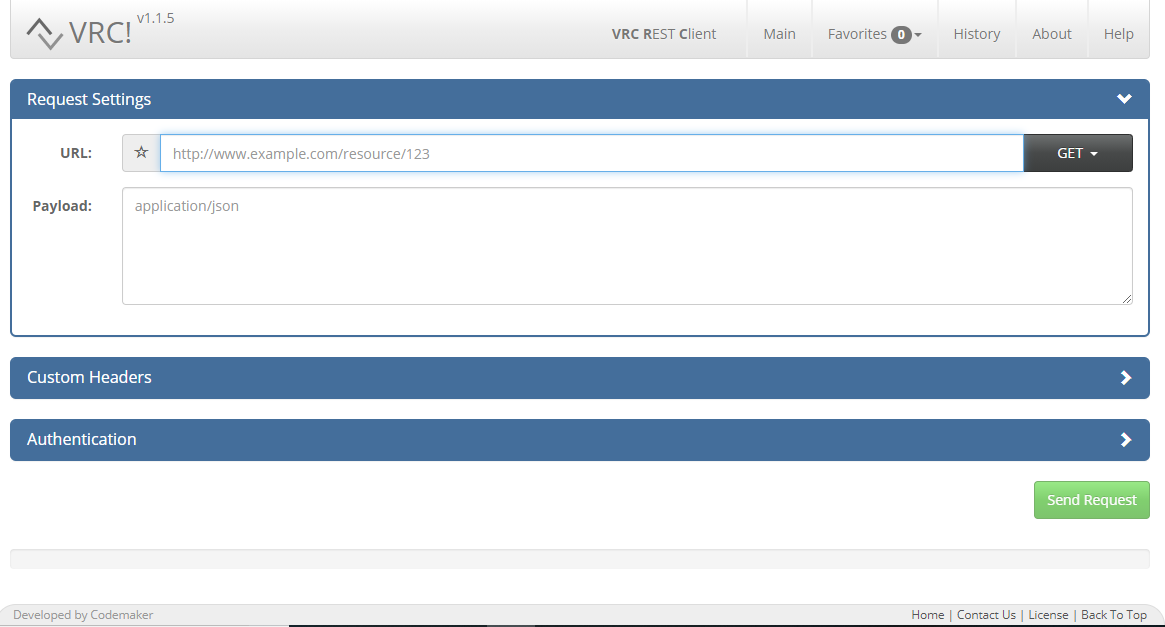 VRC! v1.1.5
VRC REST Client Main Favorites 0 History About Help
Request Settings
URL: http://www.example.com/resource/123 GET
Payload: application/json
Custom Headers
Authentication
Send Request
Developed by Codemaker Home | Contact Us | License | Back To Top